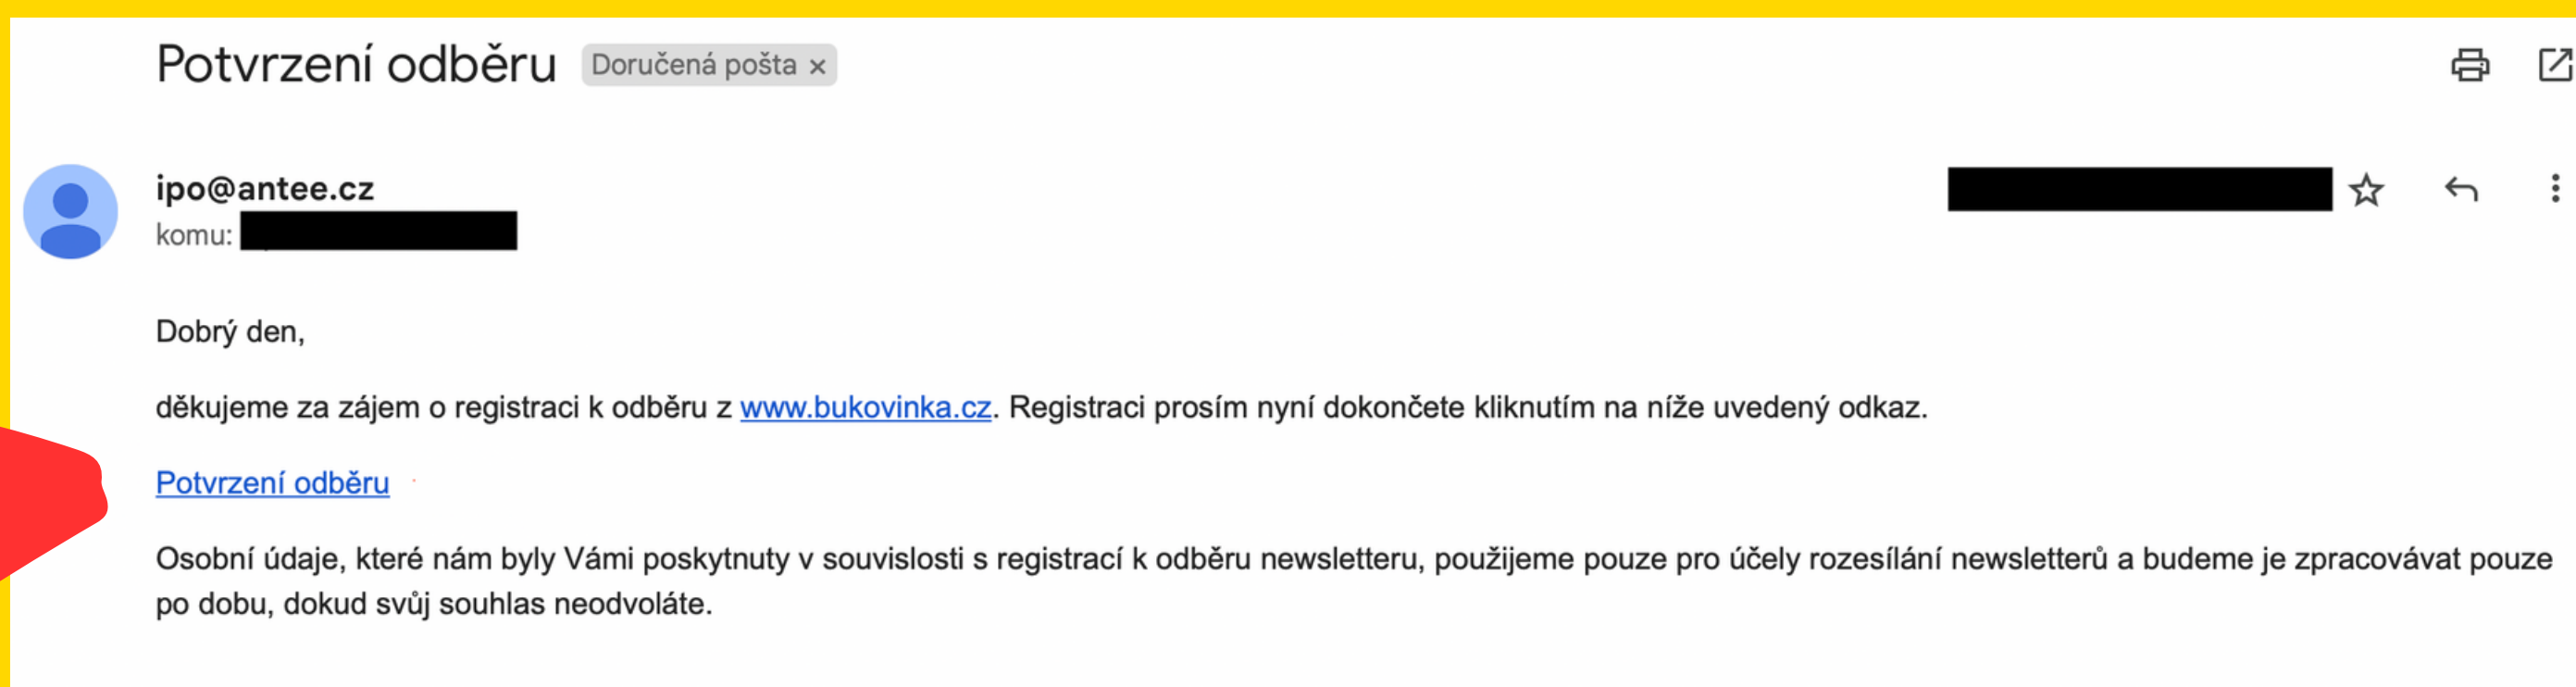 Potvrzení odběru Doručená pošta ×
ipo@antee.cz
komu:
Dobrý den,
děkujeme za zájem o registraci k odběru z www.bukovinka.cz. Registraci prosím nyní dokončete kliknutím na níže uvedený odkaz.
Potvrzení odběru
Osobní údaje, které nám byly Vámi poskytnuty v souvislosti s registrací k odběru newsletteru, použijeme pouze pro účely rozesílání newsletterů a budeme je zpracovávat pouze
po dobu, dokud svůj souhlas neodvoláte.